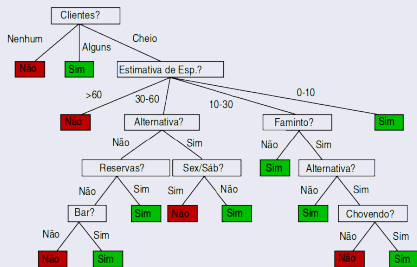 Clientes?
Nenhum Alguns Cheio
Não Sim Estimativa de Esp.?
>60 30-60 10-30 0-10
Não Alternativa? Faminto? Sim
Não Sim Não Sim
Reservas? Sex/Sáb? Sim Alternativa?
Não Sim Sim Não Não Sim
Bar? Sim Não Sim Sim Chovendo?
Não Sim Não Sim
Não Sim Não Sim